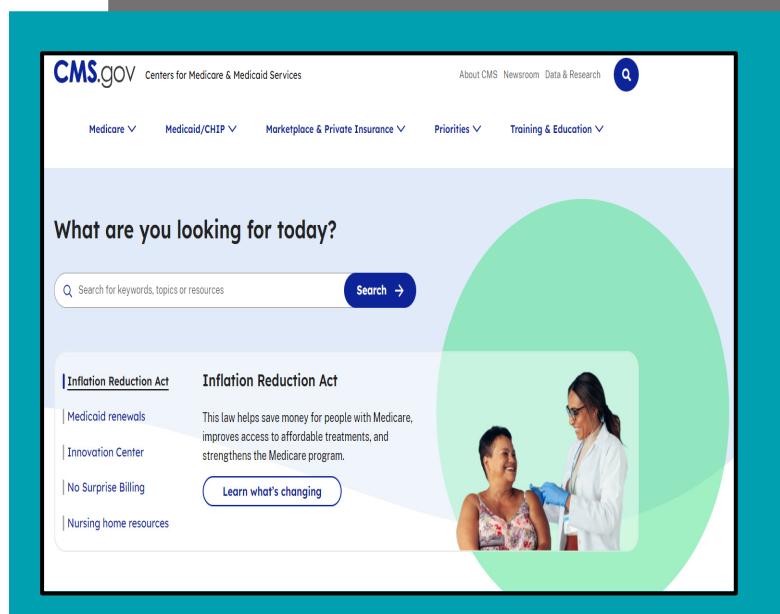 CMS.gov Centers for Medicare & Medicaid Services
About CMS Newsroom Data & Research
Medicare Medicaid/CHIP Marketplace & Private Insurance Priorities Training & Education
What are you looking for today?
Search for keywords, topics or resources
Search →
Inflation Reduction Act
Medicaid renewals
Innovation Center
No Surprise Billing
Nursing home resources
Inflation Reduction Act
This law helps save money for people with Medicare,
improves access to affordable treatments, and
strengthens the Medicare program.
Learn what's changing